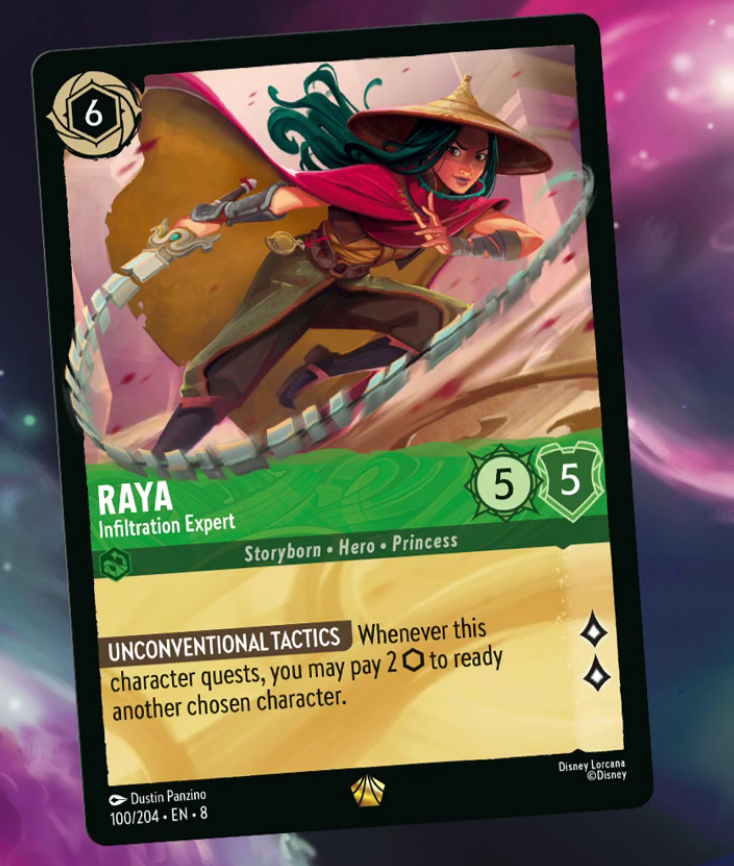 6
RAYA
Infiltration Expert
5
5
Storyborn • Hero • Princess
UNCONVENTIONAL TACTICS Whenever this
character quests, you may pay 2 ⬡ to ready
another chosen character.
Dustin Panzino
100/204 • EN • 8
Disney Lorcana
©Disney